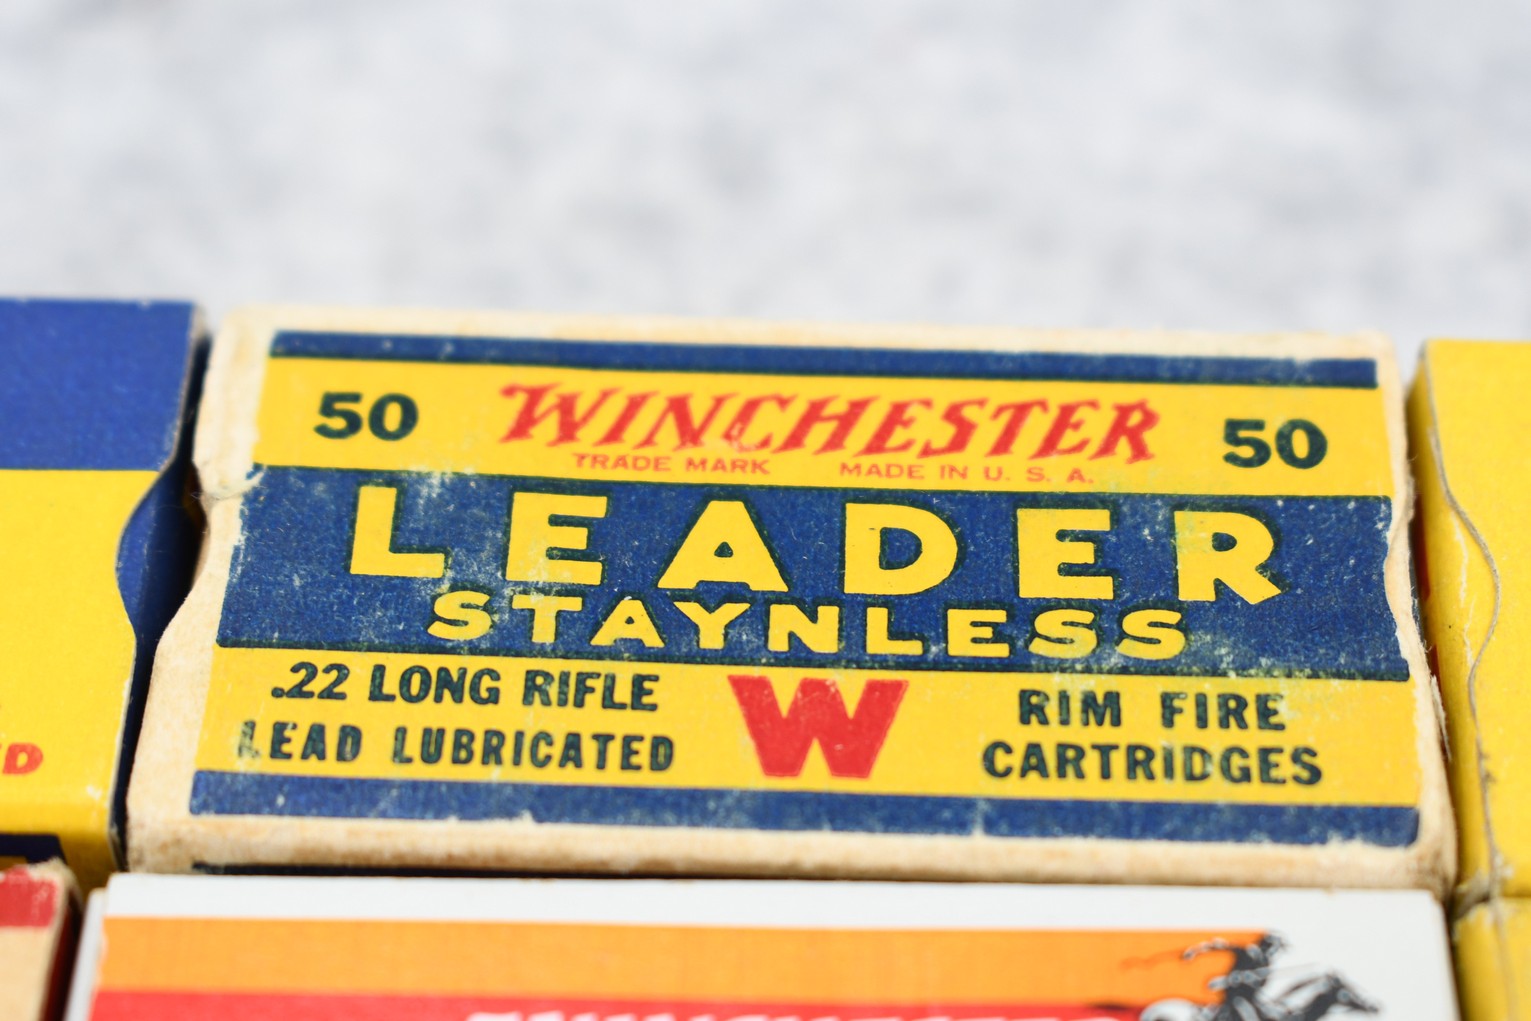 50 WINCHESTER 50
TRADE MARK MADE IN U. S. A.
LEADER
STAYNLESS
.22 LONG RIFLE W RIM FIRE
LEAD LUBRICATED CARTRIDGES